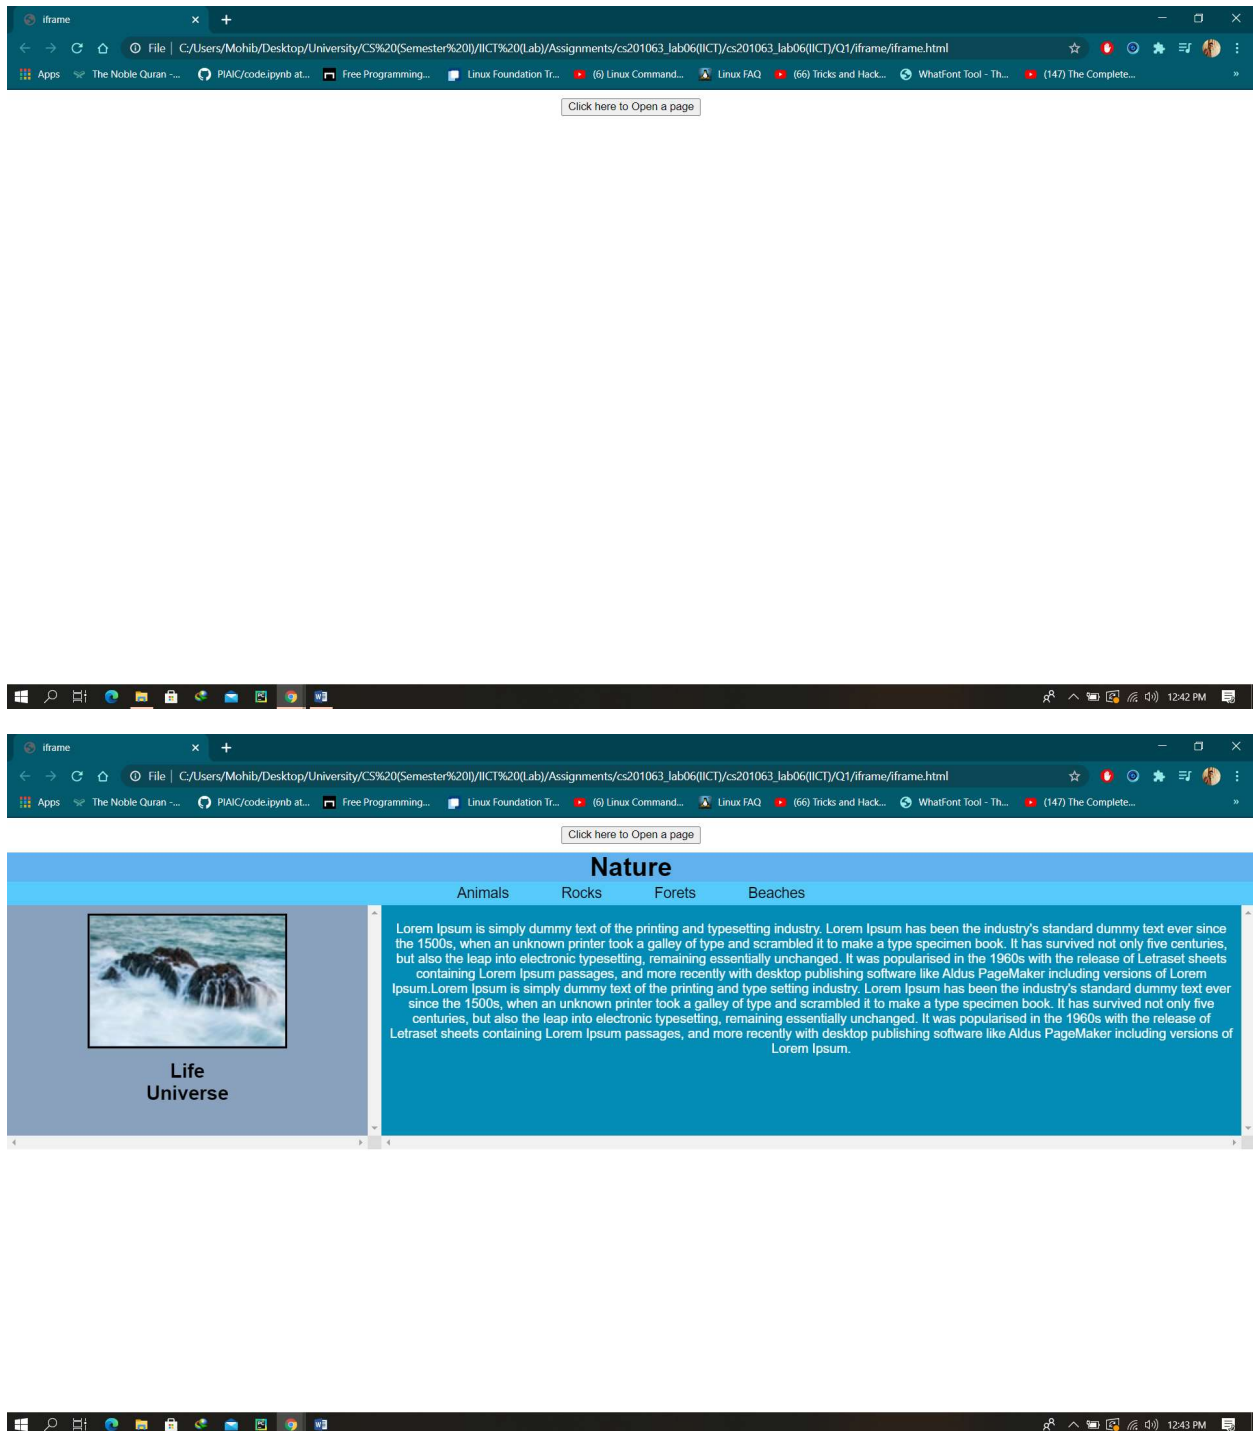 iframe
File | C:/Users/Mohib/Desktop/University/CS%20(Semester%20I)/IICT%20(Lab)/Assignments/cs201063_lab06(IICT)/cs201063_lab06(IICT)/Q1/iframe/iframe.html
Apps The Noble Quran -... PIAIC/code.ipynb at... Free Programming... Linux Foundation Tr... (6) Linux Command... Linux FAQ (66) Tricks and Hack... WhatFont Tool - Th... (147) The Complete... »
Click here to Open a page
12:42 PM
iframe
File | C:/Users/Mohib/Desktop/University/CS%20(Semester%20I)/IICT%20(Lab)/Assignments/cs201063_lab06(IICT)/cs201063_lab06(IICT)/Q1/iframe/iframe.html
Apps The Noble Quran -... PIAIC/code.ipynb at... Free Programming... Linux Foundation Tr... (6) Linux Command... Linux FAQ (66) Tricks and Hack... WhatFont Tool - Th... (147) The Complete... »
Click here to Open a page
Nature
Animals Rocks Forets Beaches
Life
Universe
Lorem Ipsum is simply dummy text of the printing and typesetting industry. Lorem Ipsum has been the industry's standard dummy text ever since
the 1500s, when an unknown printer took a galley of type and scrambled it to make a type specimen book. It has survived not only five centuries,
but also the leap into electronic typesetting, remaining essentially unchanged. It was popularised in the 1960s with the release of Letraset sheets
containing Lorem Ipsum passages, and more recently with desktop publishing software like Aldus PageMaker including versions of Lorem
Ipsum.Lorem Ipsum is simply dummy text of the printing and type setting industry. Lorem Ipsum has been the industry's standard dummy text ever
since the 1500s, when an unknown printer took a galley of type and scrambled it to make a type specimen book. It has survived not only five
centuries, but also the leap into electronic typesetting, remaining essentially unchanged. It was popularised in the 1960s with the release of
Letraset sheets containing Lorem Ipsum passages, and more recently with desktop publishing software like Aldus PageMaker including versions of
Lorem Ipsum.
12:43 PM